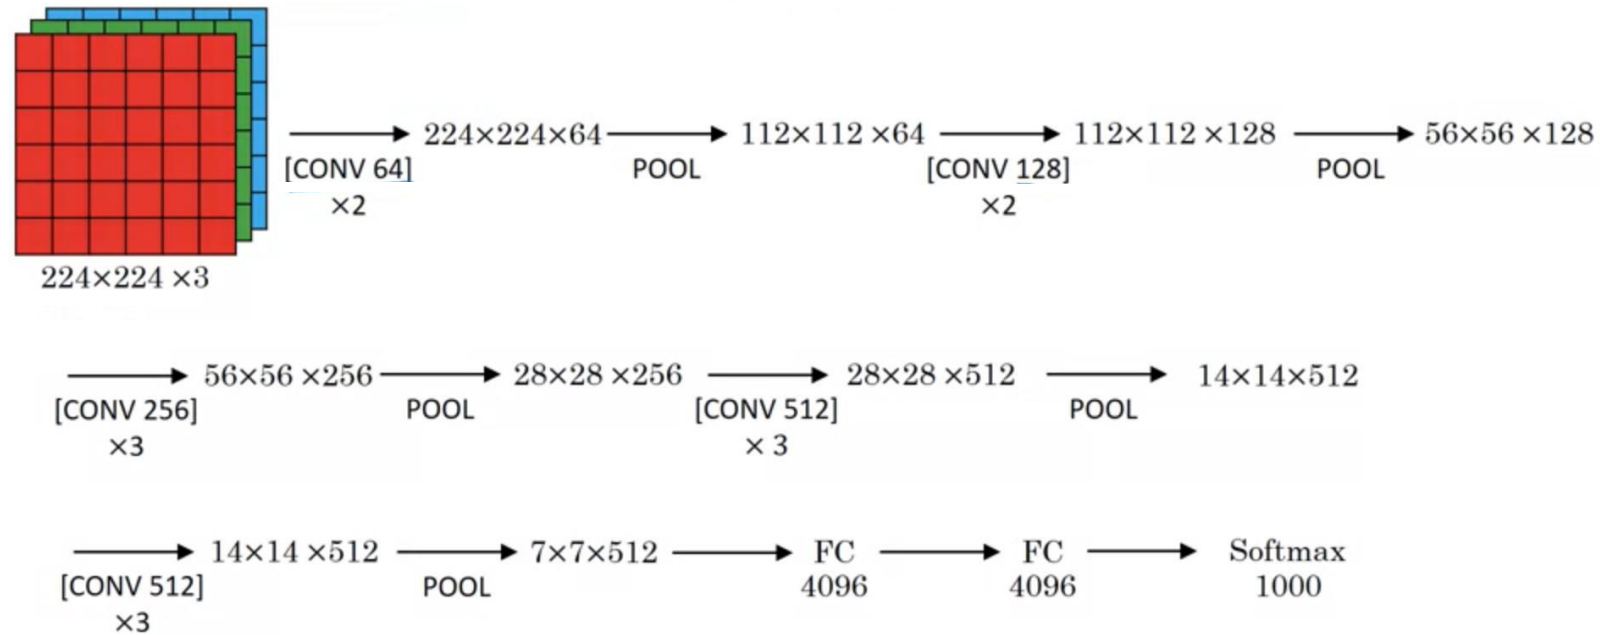 224×224×64 112×112 ×64 112×112 ×128 56×56 ×128
[CONV 64] POOL [CONV 128] POOL
×2 ×2
224×224 ×3
56×56 ×256 28×28 ×256 28×28 ×512 14×14×512
[CONV 256] POOL [CONV 512] POOL
×3 × 3
14×14 ×512 7×7×512 FC FC Softmax
[CONV 512] POOL 4096 4096 1000
×3